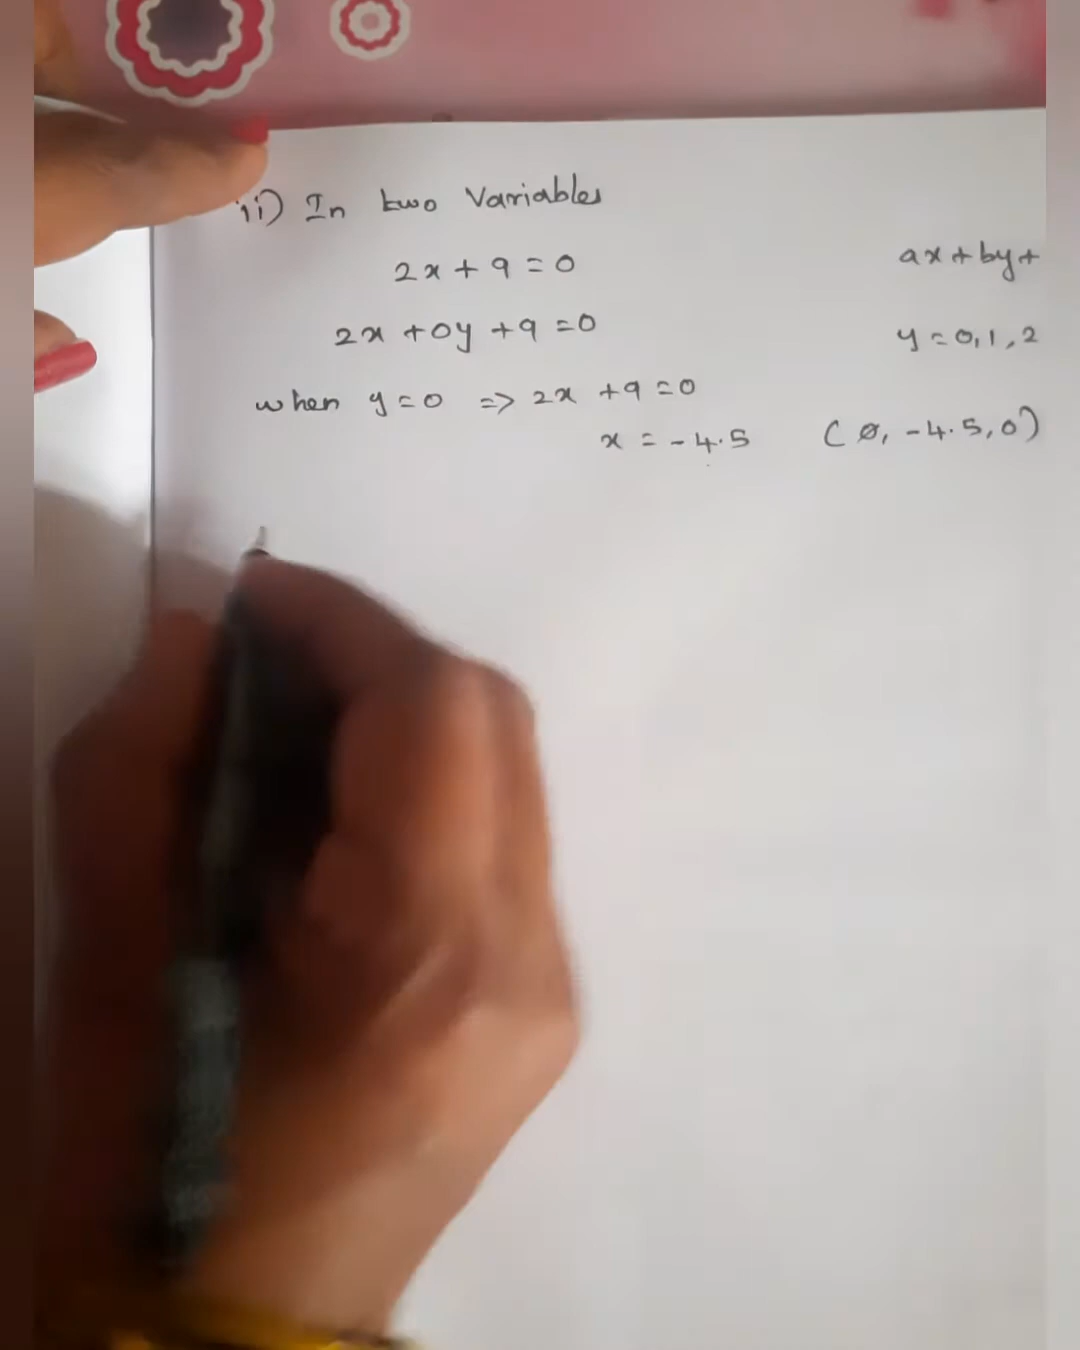 ii) In two Variables
2x + 9 = 0
ax + by +
2x + 0y + 9 = 0
y = 0, 1, 2
when y = 0 => 2x + 9 = 0
x = -4.5
( -4.5, 0)